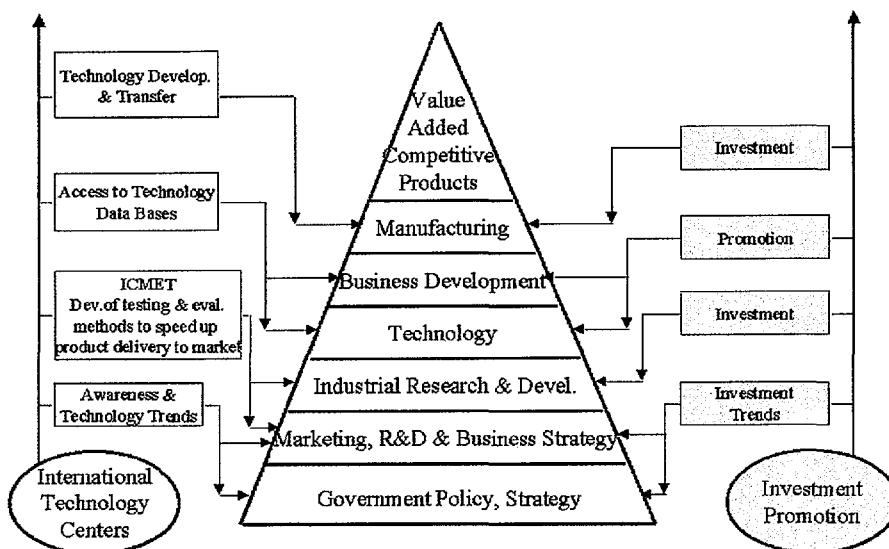 Technology Develop.
& Transfer
Access to Technology
Data Bases
ICMET
Dev.of testing & eval.
methods to speed up
product delivery to market
Awareness &
Technology Trends
International
Technology
Centers
Value
Added
Competitive
Products
Manufacturing
Business Development
Technology
Industrial Research & Devel.
Marketing, R&D & Business Strategy
Government Policy, Strategy
Investment
Promotion
Investment
Investment
Trends
Investment
Promotion